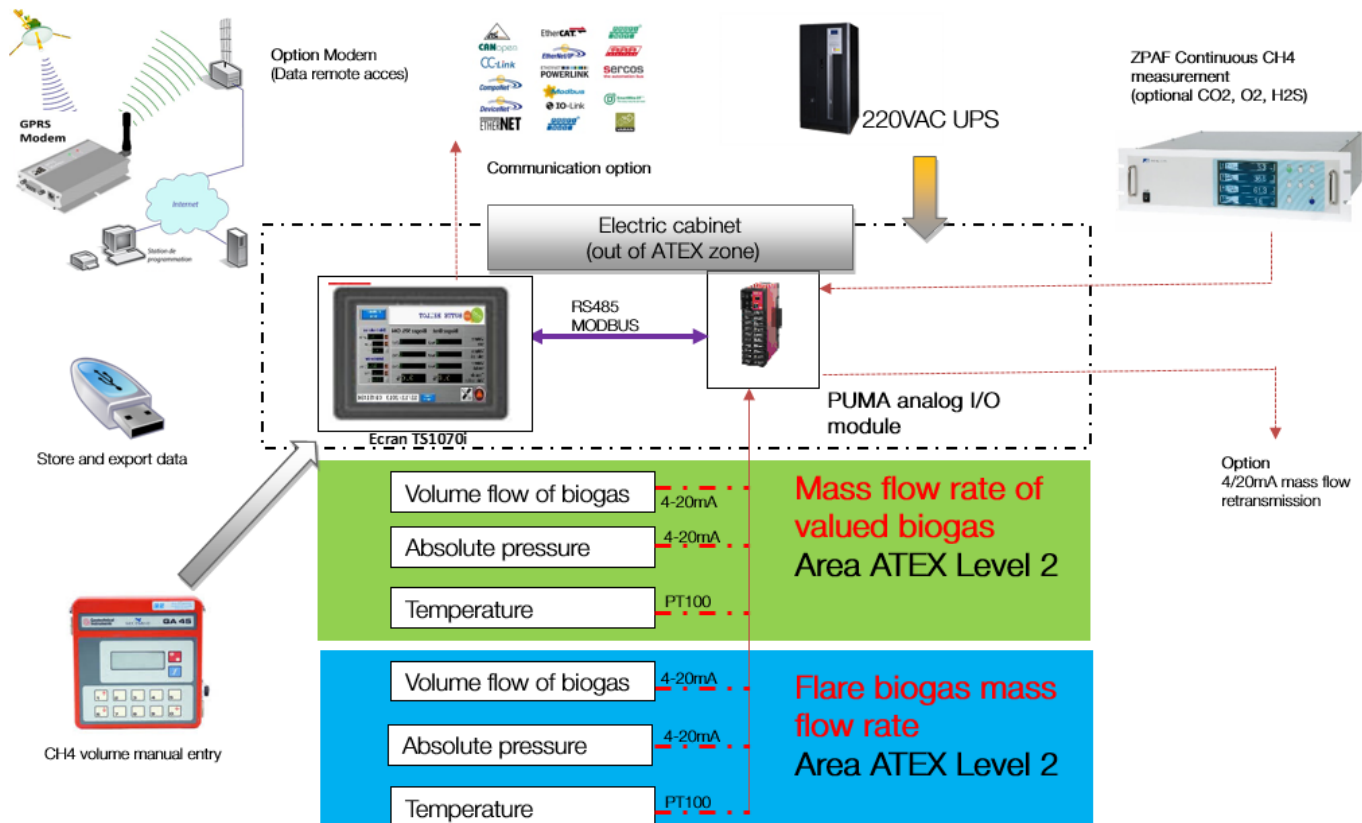 Option Modem
(Data remote acces)
GPRS
Modem
Internet
Station de
programmation
CANopen
CC-Link
CompoNet
DeviceNet
ETHERNET
EtherCAT
EtherNet/IP
ETHERNET
POWERLINK
Modbus
IO-Link
sercos
the automation bus
Communication option
220VAC UPS
ZPAF Continuous CH4
measurement
(optional CO2, O2, H2S)
Electric cabinet
(out of ATEX zone)
RS485
MODBUS
Ecran TS1070i
PUMA analog I/O
module
Store and export data
Option
4/20mA mass flow
retransmission
Volume flow of biogas
4-20mA
Absolute pressure
4-20mA
Temperature
PT100
Mass flow rate of
valued biogas
Area ATEX Level 2
Volume flow of biogas
4-20mA
Absolute pressure
4-20mA
Temperature
PT100
Flare biogas mass
flow rate
Area ATEX Level 2
GA 45
CH4 volume manual entry